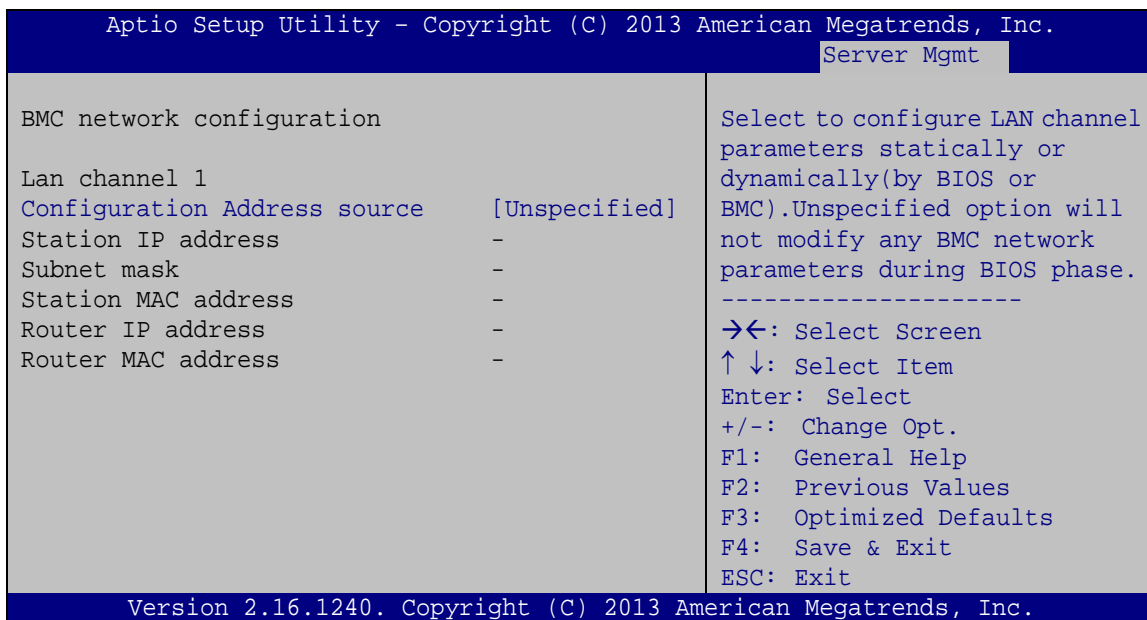 Aptio Setup Utility – Copyright (C) 2013 American Megatrends, Inc.
Server Mgmt
BMC network configuration
Lan channel 1
Configuration Address source [Unspecified]
Station IP address -
Subnet mask -
Station MAC address -
Router IP address -
Router MAC address -
Select to configure LAN channel
parameters statically or
dynamically(by BIOS or
BMC).Unspecified option will
not modify any BMC network
parameters during BIOS phase.
---------------------
→←: Select Screen
↑ ↓: Select Item
Enter: Select
+/-: Change Opt.
F1: General Help
F2: Previous Values
F3: Optimized Defaults
F4: Save & Exit
ESC: Exit
Version 2.16.1240. Copyright (C) 2013 American Megatrends, Inc.